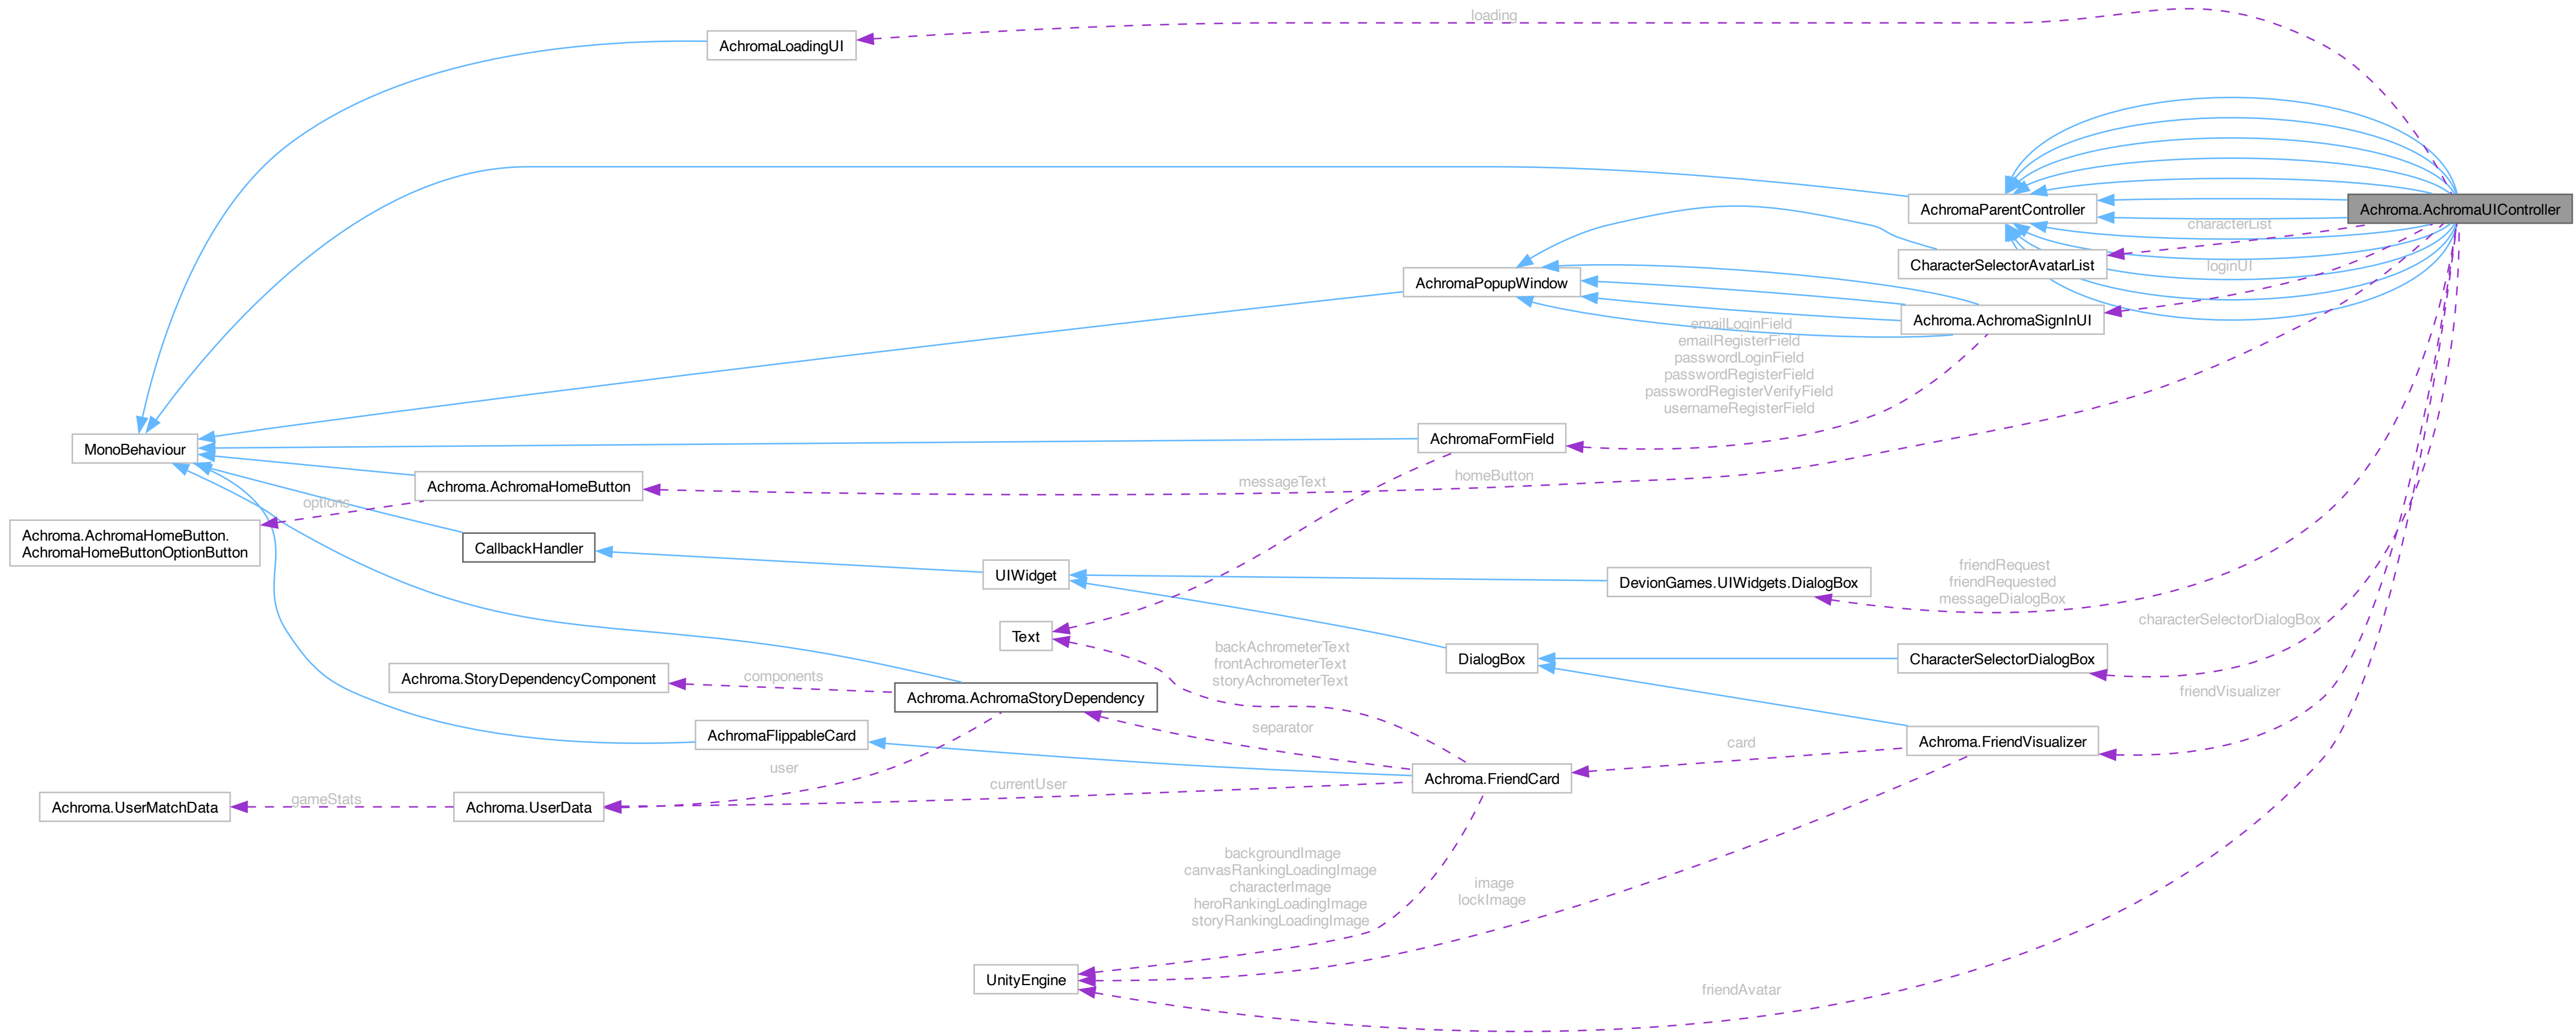 loading
AchromaLoadingUI
AchromaParentController
Achroma.AchromaUIController
characterList
CharacterSelectorAvatarList
loginUI
AchromaPopupWindow
Achroma.AchromaSignInUI
emailLoginField
emailRegisterField
passwordLoginField
passwordRegisterField
passwordRegisterVerifyField
usernameRegisterField
AchromaFormField
MonoBehaviour
homeButton
messageText
Achroma.AchromaHomeButton
options
Achroma.AchromaHomeButton.
AchromaHomeButtonOptionButton
CallbackHandler
UIWidget
DevionGames.UIWidgets.DialogBox
friendRequest
friendRequested
messageDialogBox
characterSelectorDialogBox
Text
backAchrometerText
frontAchrometerText
storyAchrometerText
DialogBox
CharacterSelectorDialogBox
Achroma.StoryDependencyComponent
components
Achroma.AchromaStoryDependency
friendVisualizer
separator
AchromaFlippableCard
card
Achroma.FriendVisualizer
user
currentUser
Achroma.FriendCard
gameStats
Achroma.UserMatchData
Achroma.UserData
backgroundImage
canvasRankingLoadingImage
characterImage
heroRankingLoadingImage
storyRankingLoadingImage
image
lockImage
UnityEngine
friendAvatar